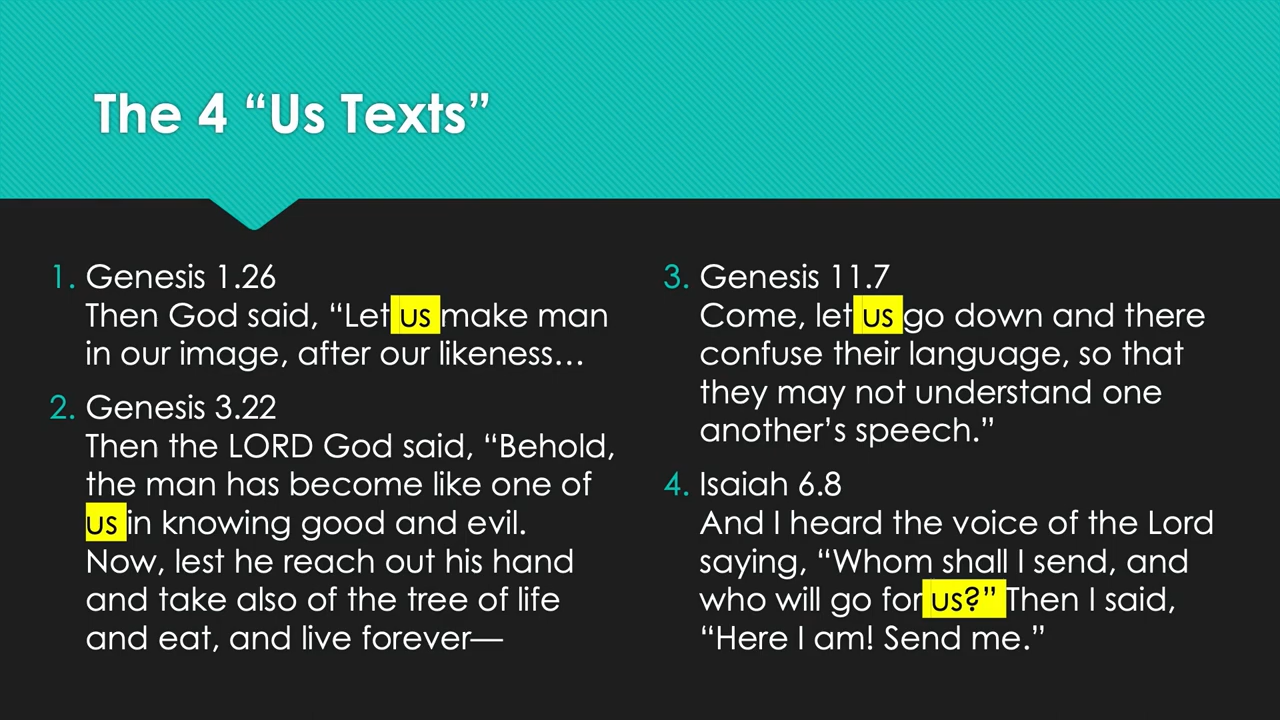 The 4 “Us Texts”
1. Genesis 1.26
Then God said, “Let us make man
in our image, after our likeness…
2. Genesis 3.22
Then the LORD God said, “Behold,
the man has become like one of
us in knowing good and evil.
Now, lest he reach out his hand
and take also of the tree of life
and eat, and live forever—
3. Genesis 11.7
Come, let us go down and there
confuse their language, so that
they may not understand one
another’s speech.”
4. Isaiah 6.8
And I heard the voice of the Lord
saying, “Whom shall I send, and
who will go for us?” Then I said,
“Here I am! Send me.”